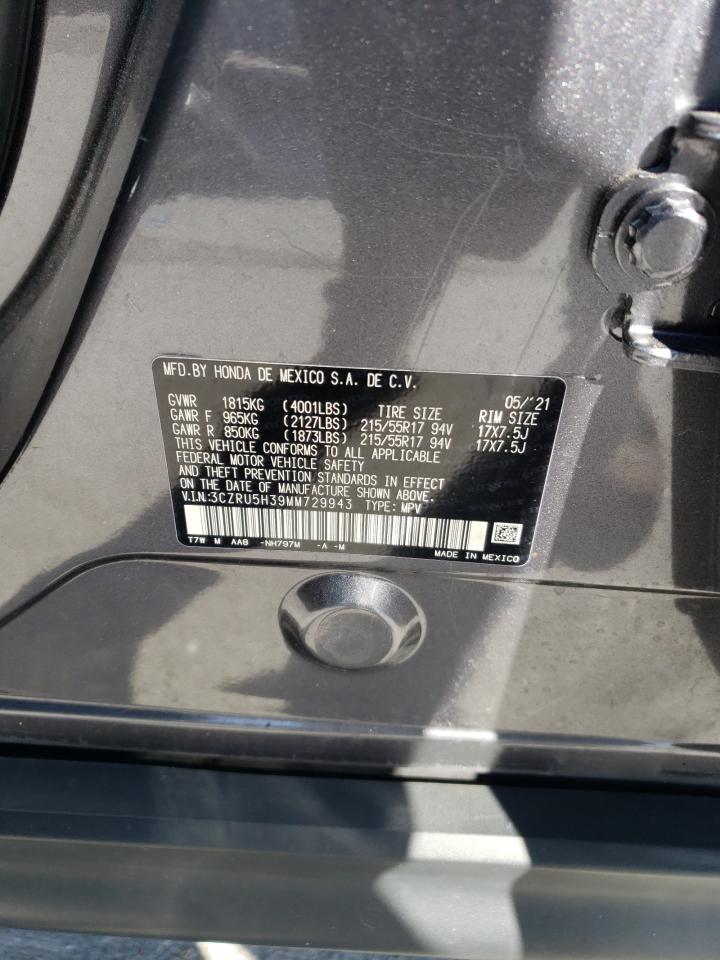 MFD.BY HONDA DE MEXICO S.A. DE C.V.
05/'21
GVWR 1815KG (4001LBS) TIRE SIZE RIM SIZE
GAWR F 965KG (2127LBS) 215/55R17 94V 17X7.5J
GAWR R 850KG (1873LBS) 215/55R17 94V 17X7.5J
THIS VEHICLE CONFORMS TO ALL APPLICABLE
FEDERAL MOTOR VEHICLE SAFETY
AND THEFT PREVENTION STANDARDS IN EFFECT
ON THE DATE OF MANUFACTURE SHOWN ABOVE.
V.I.N:3CZRU5H39MM729943 TYPE: MPV
T7W M AA8 -NH797M -A -M MADE IN MEXICO